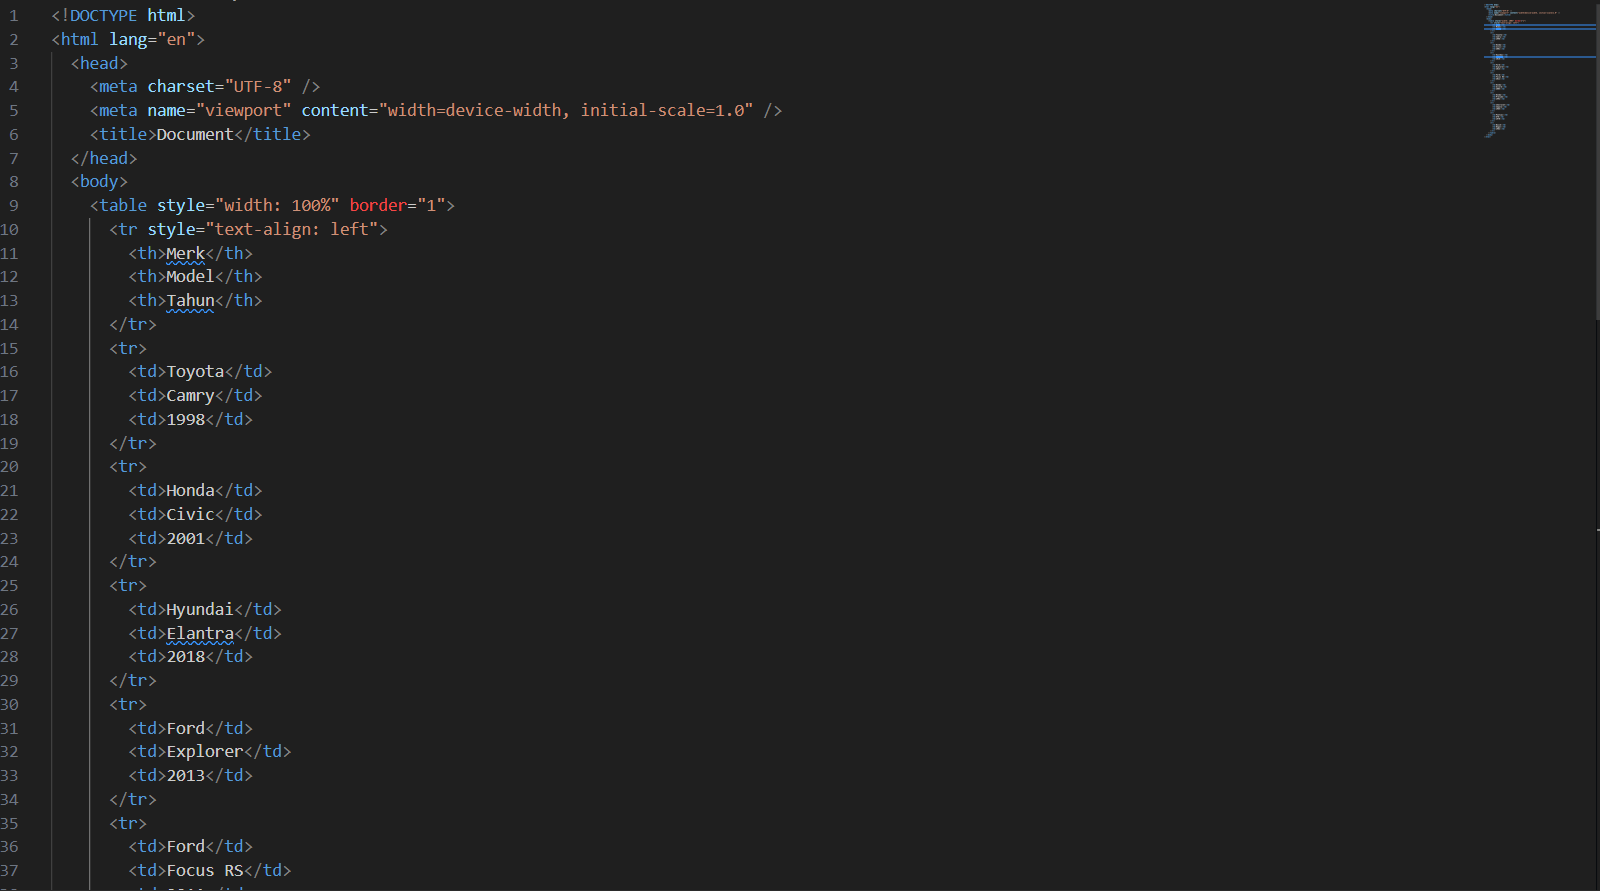 1 <!DOCTYPE html>
2 <html lang="en">
3 <head>
4 <meta charset="UTF-8" />
5 <meta name="viewport" content="width=device-width, initial-scale=1.0" />
6 <title>Document</title>
7 </head>
8 <body>
9 <table style="width: 100%" border="1">
10 <tr style="text-align: left">
11 <th>Merk</th>
12 <th>Model</th>
13 <th>Tahun</th>
14 </tr>
15 <tr>
16 <td>Toyota</td>
17 <td>Camry</td>
18 <td>1998</td>
19 </tr>
20 <tr>
21 <td>Honda</td>
22 <td>Civic</td>
23 <td>2001</td>
24 </tr>
25 <tr>
26 <td>Hyundai</td>
27 <td>Elantra</td>
28 <td>2018</td>
29 </tr>
30 <tr>
31 <td>Ford</td>
32 <td>Explorer</td>
33 <td>2013</td>
34 </tr>
35 <tr>
36 <td>Ford</td>
37 <td>Focus RS</td>